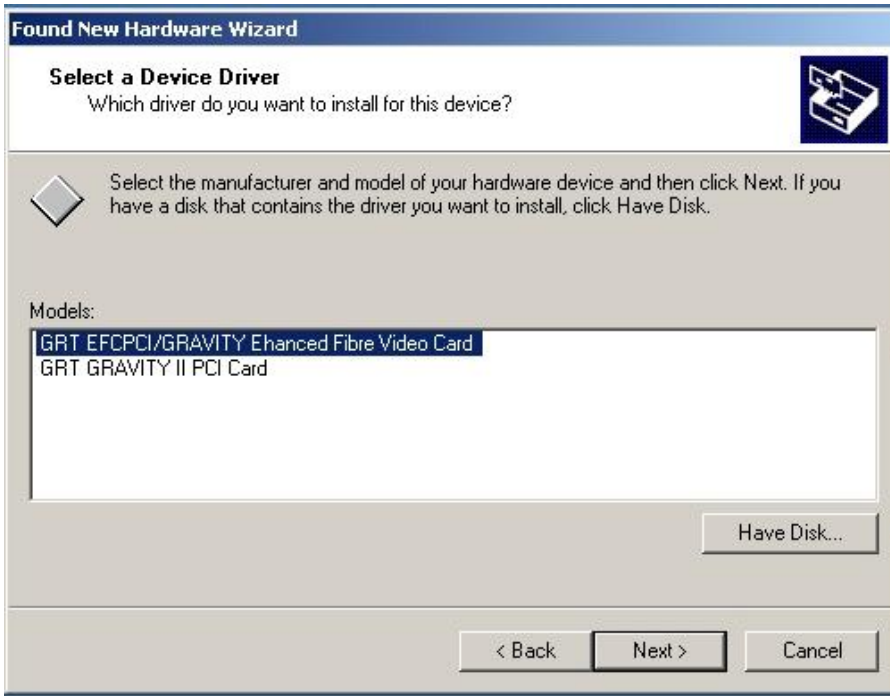 Found New Hardware Wizard
Select a Device Driver
Which driver do you want to install for this device?
Select the manufacturer and model of your hardware device and then click Next. If you
have a disk that contains the driver you want to install, click Have Disk.
Models:
GRT EFCPCI/GRAVITY Ehanced Fibre Video Card
GRT GRAVITY II PCI Card
Have Disk...
< Back
Next >
Cancel